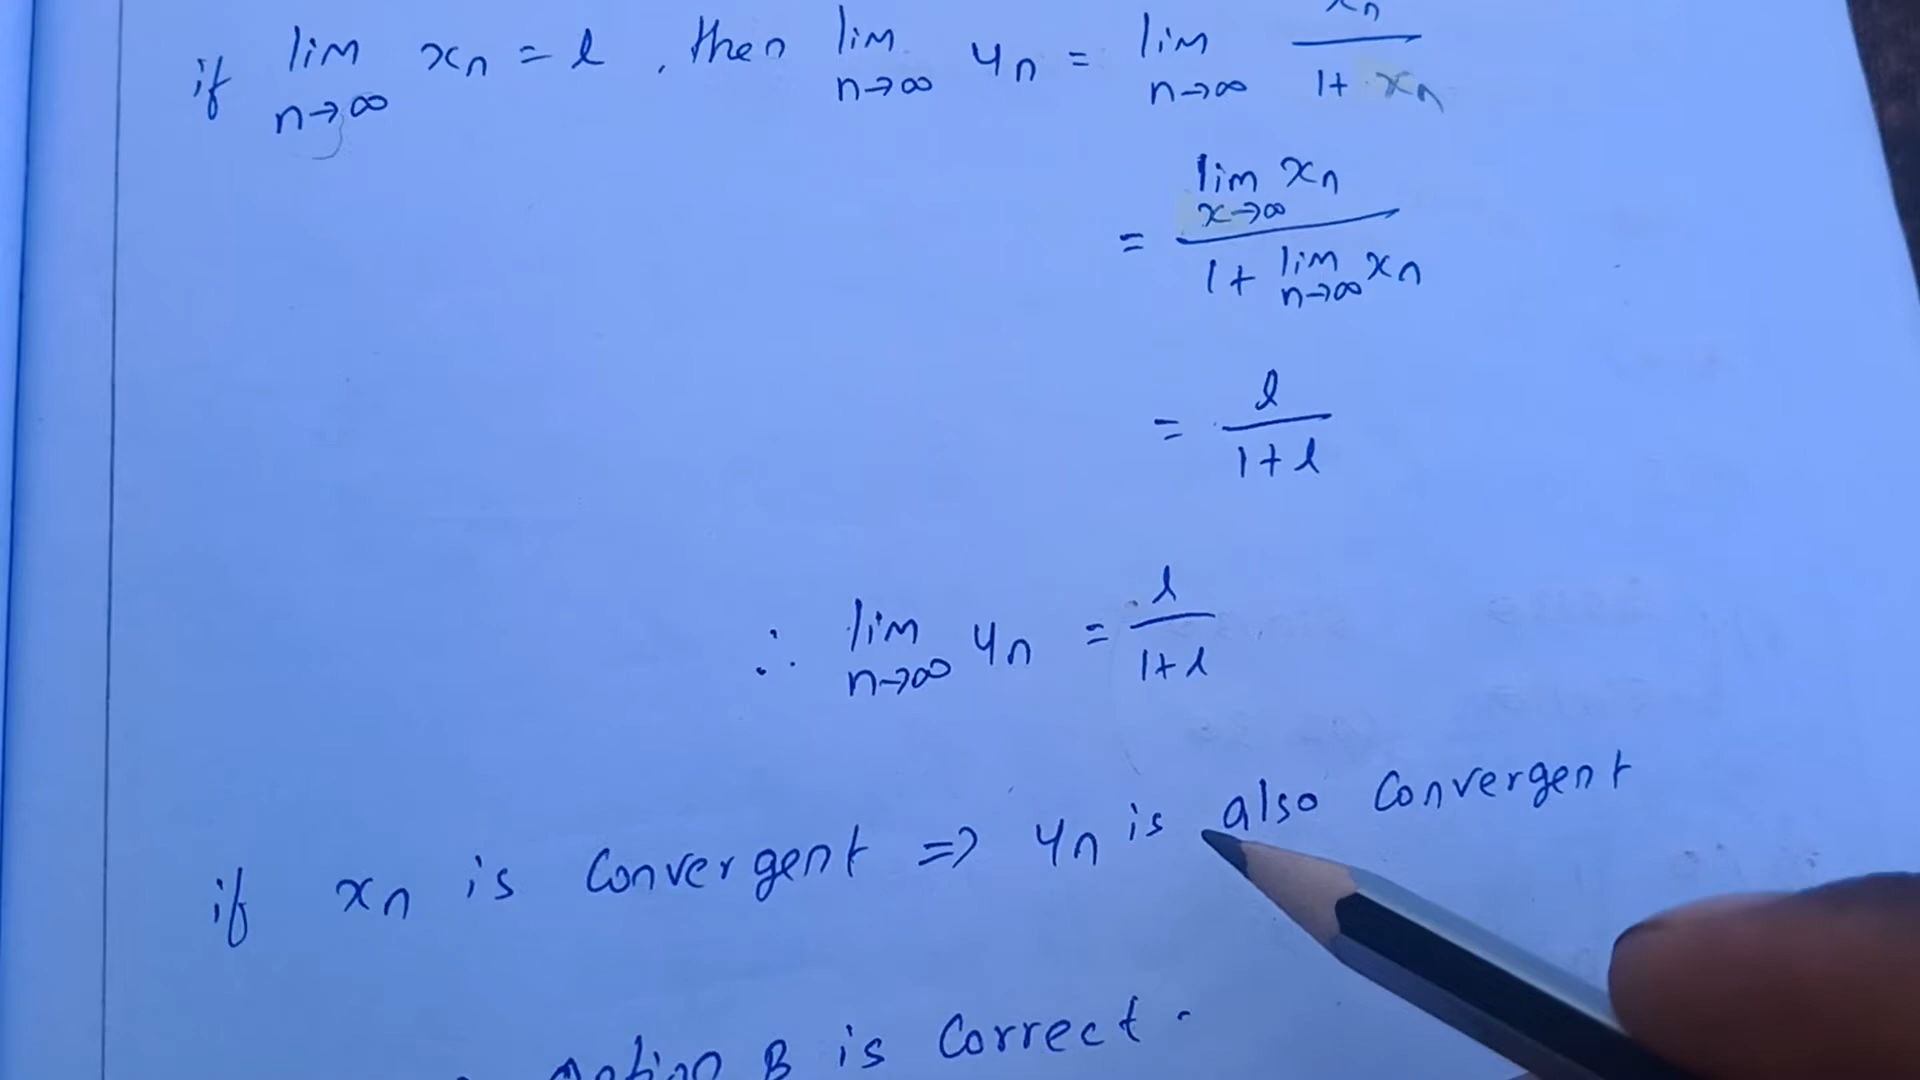 if lim n→∞ xn = l , then lim n→∞ yn = lim n→∞ xn / 1+ xn
= lim x→∞ xn / 1+ lim n→∞ xn
= l / 1+l
∴ lim n→∞ yn = l / 1+l
if xn is convergent => yn is also convergent
option B is correct .